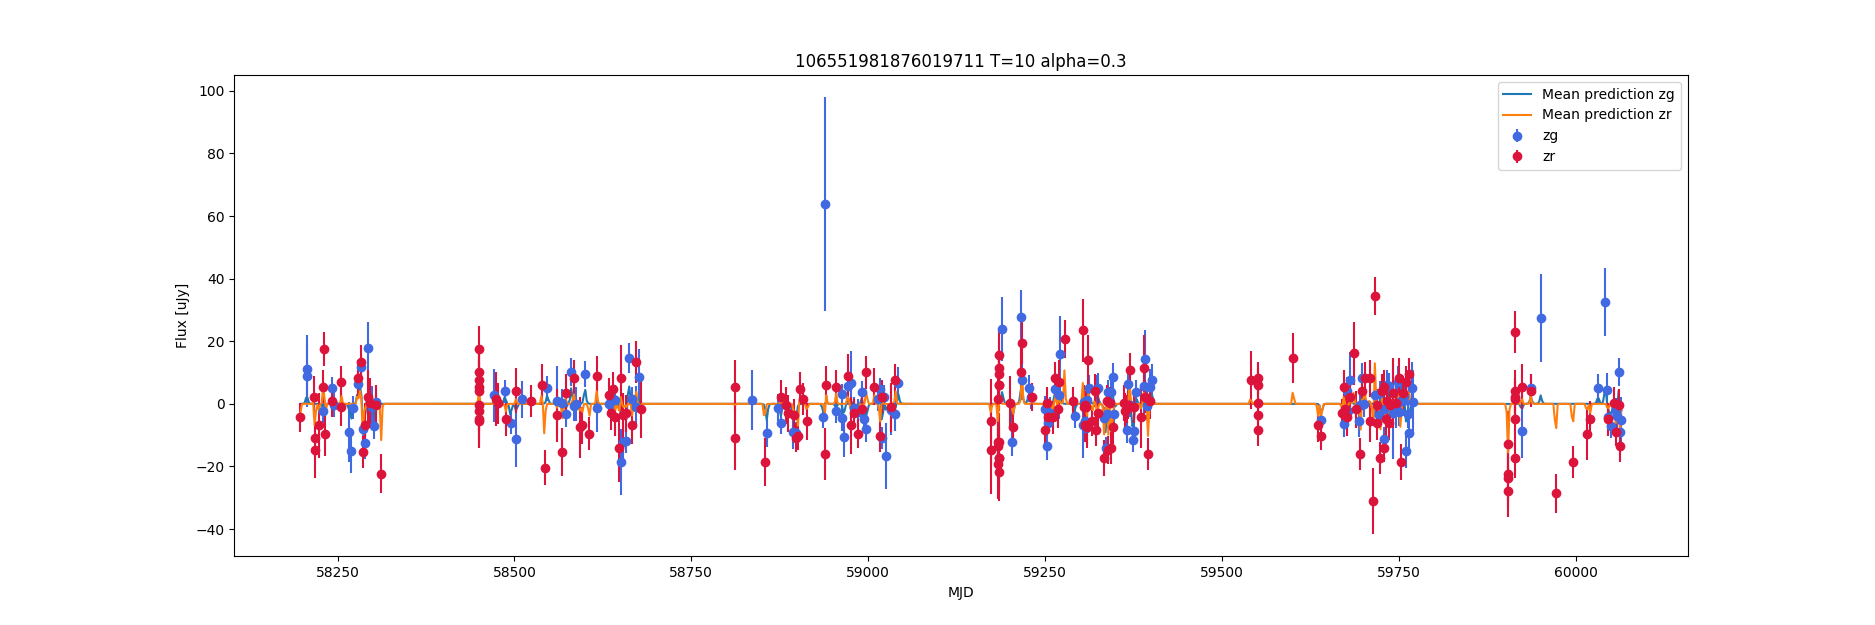 106551981876019711 T=10 alpha=0.3
Flux [uJy]
100
80
60
40
20
0
−20
−40
Mean prediction zg
Mean prediction zr
zg
zr
58250 58500 58750 59000 59250 59500 59750 60000
MJD